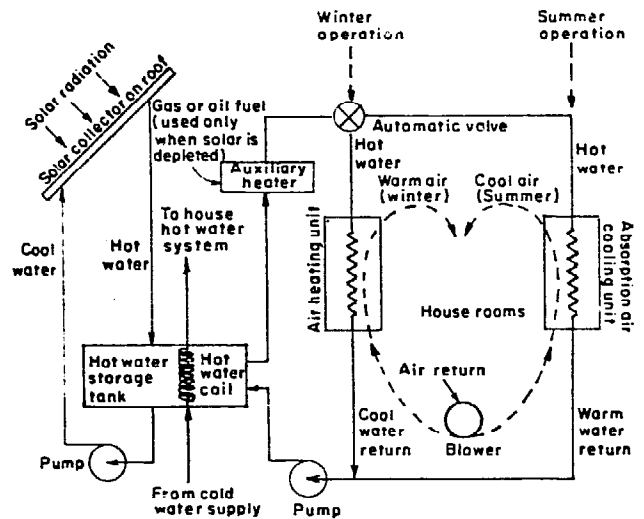 Winter
operation
Summer
operation
Solar radiation
Solar collector on roof
Gas or oil fuel
(used only
when solar is
depleted)
Auxiliary
heater
Automatic valve
Hot
water
Hot
water
Warm air
(winter)
Cool air
(Summer)
To house
hot water
system
Cool
water
Hot
water
Air heating unit
Absorption air
cooling unit
House rooms
Hot water
storage
tank
Hot
water
coil
Air return
Cool
water
return
Blower
Warm
water
return
Pump
From cold
water supply
Pump